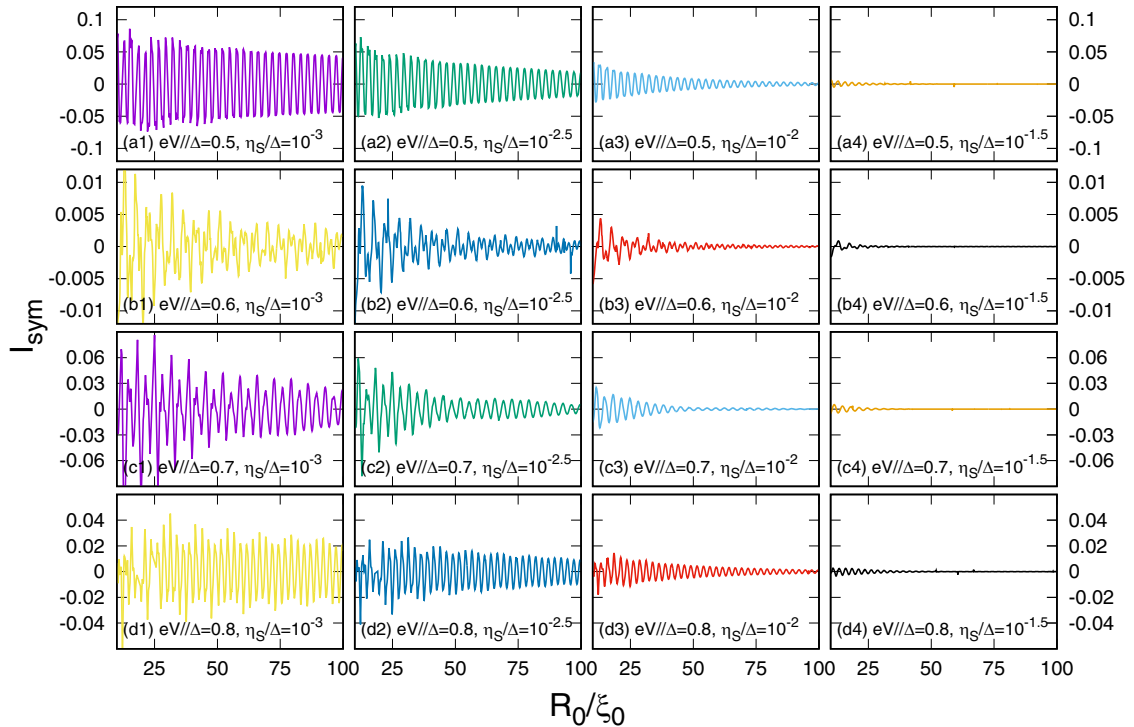 0.1 0.1
0.05 0.05
0 0
-0.05 -0.05
-0.1 -0.1
(a1) eV//Δ=0.5, η_S/Δ=10^-3 (a2) eV//Δ=0.5, η_S/Δ=10^-2.5 (a3) eV//Δ=0.5, η_S/Δ=10^-2 (a4) eV//Δ=0.5, η_S/Δ=10^-1.5
0.01 0.01
0.005 0.005
0 0
-0.005 -0.005
-0.01 -0.01
(b1) eV//Δ=0.6, η_S/Δ=10^-3 (b2) eV//Δ=0.6, η_S/Δ=10^-2.5 (b3) eV//Δ=0.6, η_S/Δ=10^-2 (b4) eV//Δ=0.6, η_S/Δ=10^-1.5
I_sym
0.06 0.06
0.03 0.03
0 0
-0.03 -0.03
-0.06 -0.06
(c1) eV//Δ=0.7, η_S/Δ=10^-3 (c2) eV//Δ=0.7, η_S/Δ=10^-2.5 (c3) eV//Δ=0.7, η_S/Δ=10^-2 (c4) eV//Δ=0.7, η_S/Δ=10^-1.5
0.04 0.04
0.02 0.02
0 0
-0.02 -0.02
-0.04 -0.04
(d1) eV//Δ=0.8, η_S/Δ=10^-3 (d2) eV//Δ=0.8, η_S/Δ=10^-2.5 (d3) eV//Δ=0.8, η_S/Δ=10^-2 (d4) eV//Δ=0.8, η_S/Δ=10^-1.5
25 50 75 100 25 50 75 100 25 50 75 100 25 50 75 100
R_0/ξ_0